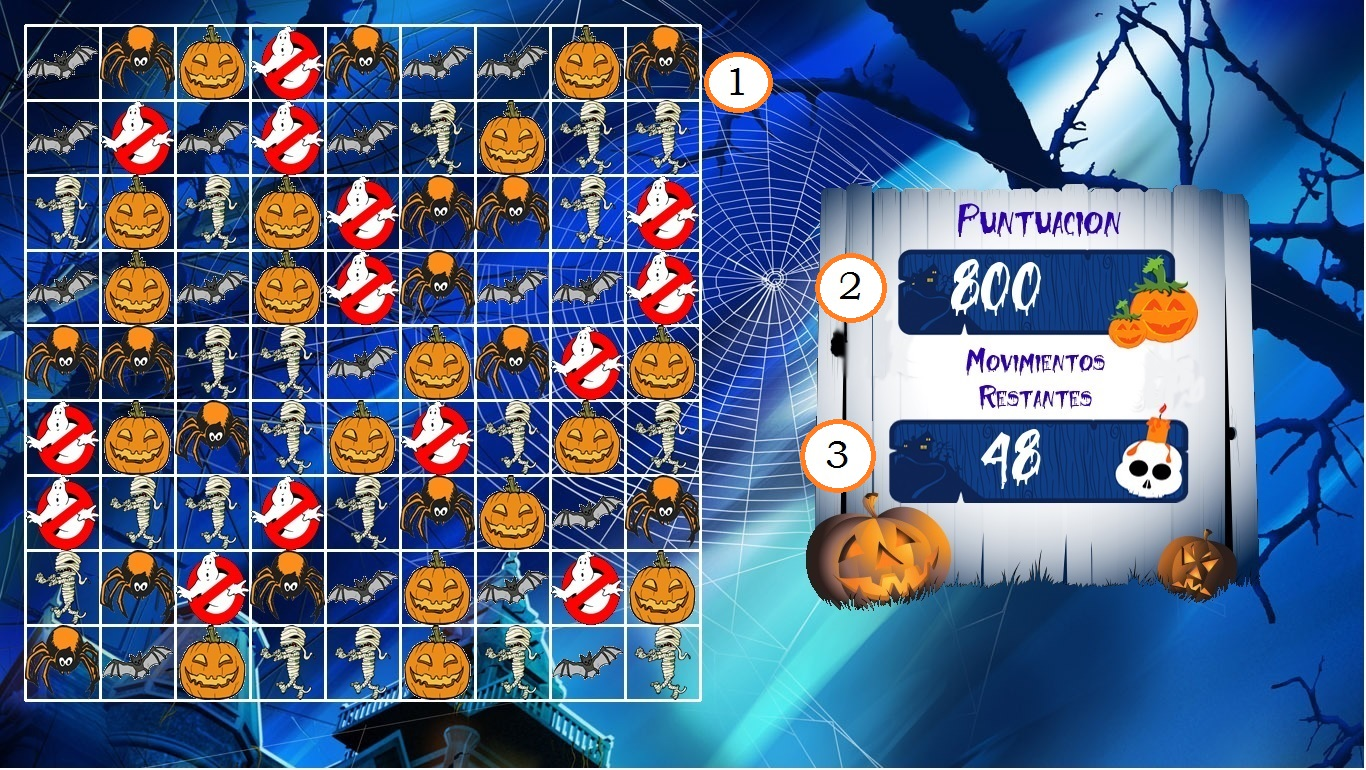 1
PUNTUACION
2
800
MOVIMIENTOS
RESTANTES
3
48